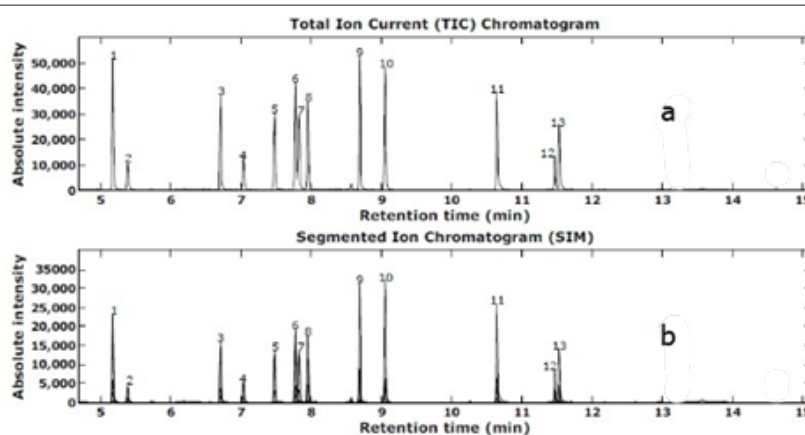 Total Ion Current (TIC) Chromatogram
Absolute intensity
50,000
40,000
30,000
20,000
10,000
0
1 2 3 4 5 6 7 8 9 10 11 12 13
a
5 6 7 8 9 10 11 12 13 14 15
Retention time (min)
Segmented Ion Chromatogram (SIM)
Absolute intensity
35000
30,000
25,000
20,000
15,000
10,000
5,000
0
1 2 3 4 5 6 7 8 9 10 11 12 13
b
5 6 7 8 9 10 11 12 13 14 15
Retention time (min)